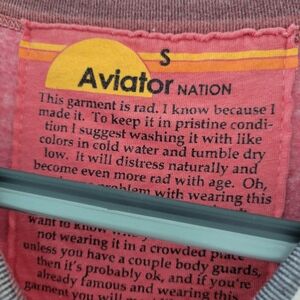 S
Aviator NATION
This garment is rad. I know because I
made it. To keep it in pristine condi-
tion I suggest washing it with like
colors in cold water and tumble dry
low. It will distress naturally and
become even more rad with age. Oh,
problem with wearing this
want to know
not wearing it in a crowded place
unless you have a couple body guards,
then it's probably ok, and if you're
already famous and wearing this
garment you will